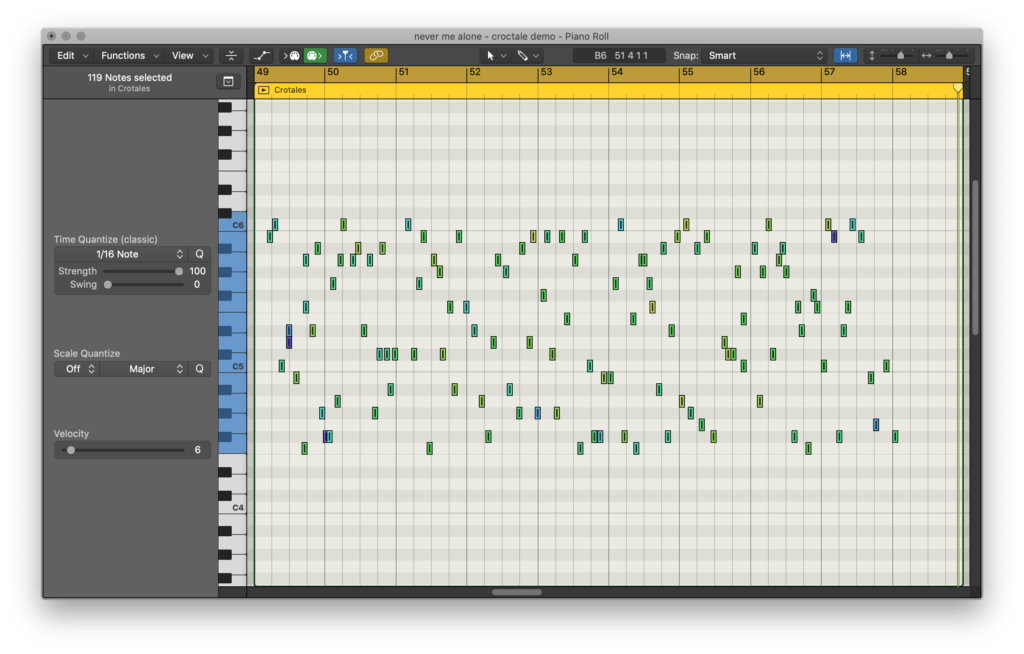 never me alone - croctale demo - Piano Roll
Edit Functions View B6 51 4 1 1 Snap: Smart
119 Notes selected
in Crotales
49 50 51 52 53 54 55 56 57 58
Crotales
C6
Time Quantize (classic)
1/16 Note Q
Strength 100
Swing 0
Scale Quantize
Off Major Q
C5
Velocity
6
C4